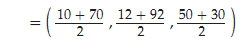 = ( (10 + 70)/2 , (12 + 92)/2 , (50 + 30)/2 )